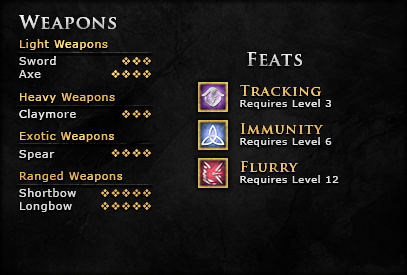 Weapons
Light Weapons
Sword
Axe
Heavy Weapons
Claymore
Exotic Weapons
Spear
Ranged Weapons
Shortbow
Longbow
Feats
Tracking
Requires Level 3
Immunity
Requires Level 6
Flurry
Requires Level 12